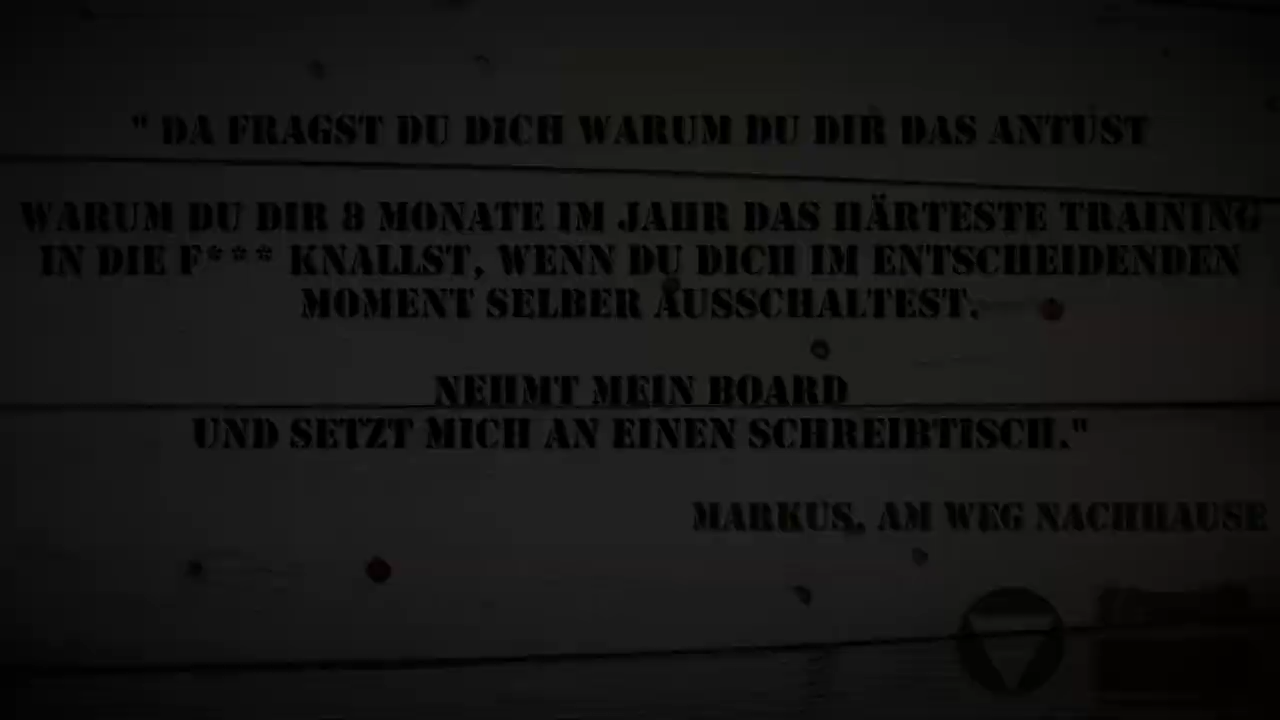 " DA FRAGST DU DICH WARUM DU DIR DAS ANTUST
WARUM DU DIR 8 MONATE IM JAHR DAS HÄRTESTE TRAINING
IN DIE F*** KNALLST, WENN DU DICH IM ENTSCHEIDENDEN
MOMENT SELBER AUSSCHALTEST.
NEHMT MEIN BOARD
UND SETZT MICH AN EINEN SCHREIBTISCH."
MARKUS, AM WEG NACHHAUSE